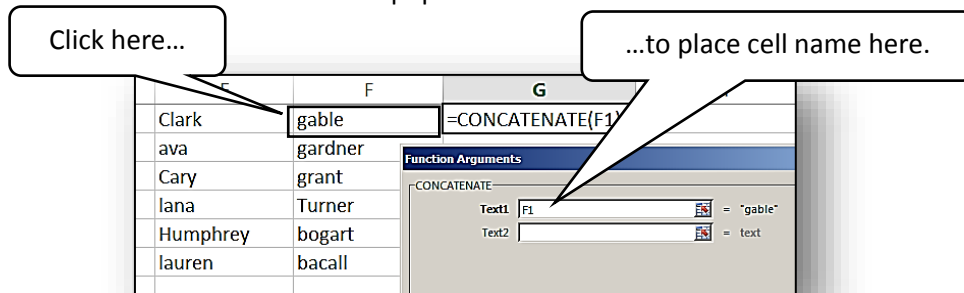 Click here...
...to place cell name here.
F G
Clark gable =CONCATENATE(F1)
ava gardner
Function Arguments
Cary grant
CONCATENATE
Text1 F1 = "gable"
lana Turner
Text2 = text
Humphrey bogart
lauren bacall